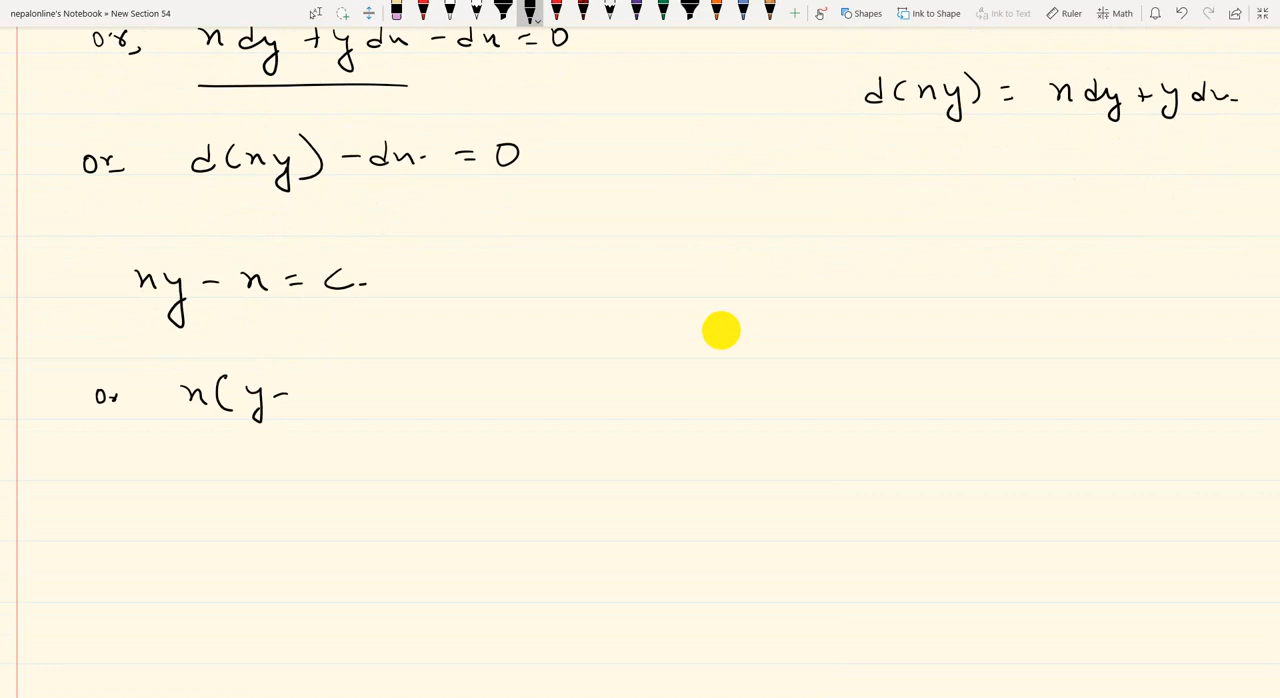 nepalonline's Notebook » New Section 54
Shapes Ink to Shape Ink to Text Ruler Math
or, x dy + y dx - dx = 0
d(xy) = x dy + y dx.
or d(xy) - dx. = 0
xy - x = c.
or x( y -